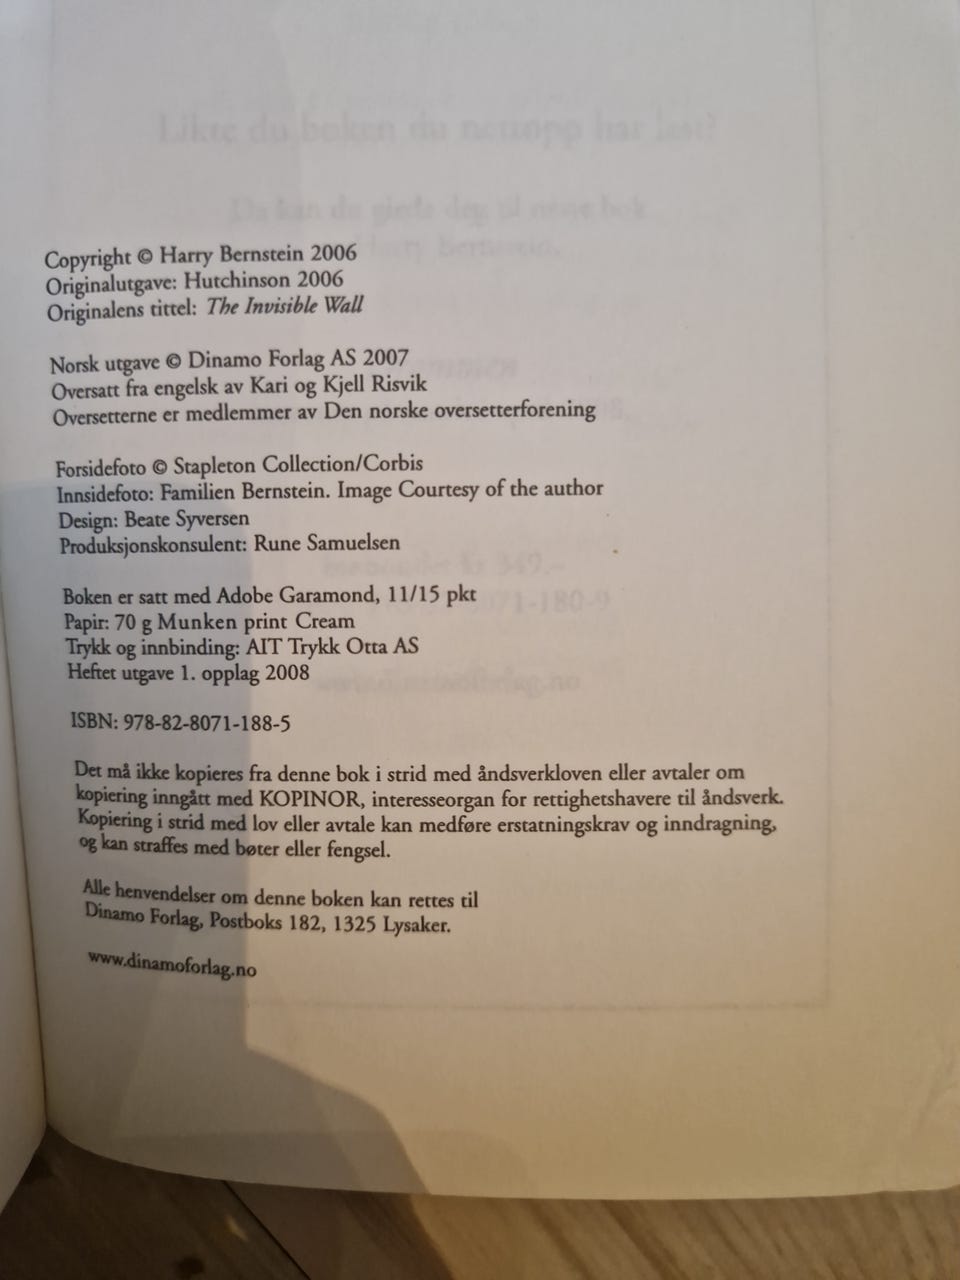 Copyright © Harry Bernstein 2006
Originalutgave: Hutchinson 2006
Originalens tittel: The Invisible Wall
Norsk utgave © Dinamo Forlag AS 2007
Oversatt fra engelsk av Kari og Kjell Risvik
Oversetterne er medlemmer av Den norske oversetterforening
Forsidefoto © Stapleton Collection/Corbis
Innsidefoto: Familien Bernstein. Image Courtesy of the author
Design: Beate Syversen
Produksjonskonsulent: Rune Samuelsen
Boken er satt med Adobe Garamond, 11/15 pkt
Papir: 70 g Munken print Cream
Trykk og innbinding: AIT Trykk Otta AS
Heftet utgave 1. opplag 2008
ISBN: 978-82-8071-188-5
Det må ikke kopieres fra denne bok i strid med åndsverkloven eller avtaler om
kopiering inngått med KOPINOR, interesseorgan for rettighetshavere til åndsverk.
Kopiering i strid med lov eller avtale kan medføre erstatningskrav og inndragning,
og kan straffes med bøter eller fengsel.
Alle henvendelser om denne boken kan rettes til
Dinamo Forlag, Postboks 182, 1325 Lysaker.
www.dinamoforlag.no